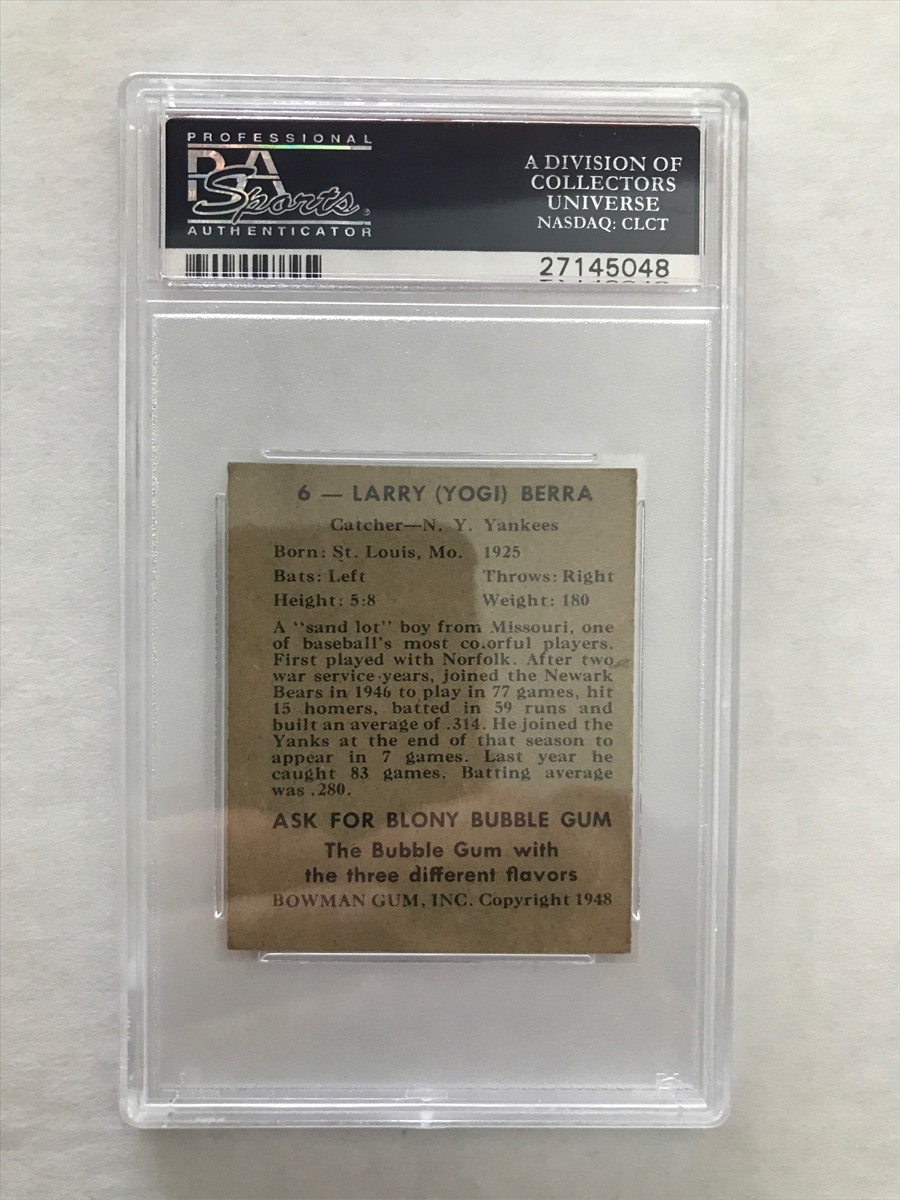 PROFESSIONAL
PSA
Sports
AUTHENTICATOR
A DIVISION OF
COLLECTORS
UNIVERSE
NASDAQ: CLCT
27145048
6 — LARRY (YOGI) BERRA
Catcher—N. Y. Yankees
Born: St. Louis, Mo. 1925
Bats: Left Throws: Right
Height: 5:8 Weight: 180
A "sand lot" boy from Missouri, one
of baseball's most co.orful players.
First played with Norfolk. After two
war service years, joined the Newark
Bears in 1946 to play in 77 games, hit
15 homers, batted in 59 runs and
built an average of .314. He joined the
Yanks at the end of that season to
appear in 7 games. Last year he
caught 83 games. Batting average
was .280.
ASK FOR BLONY BUBBLE GUM
The Bubble Gum with
the three different flavors
BOWMAN GUM, INC. Copyright 1948